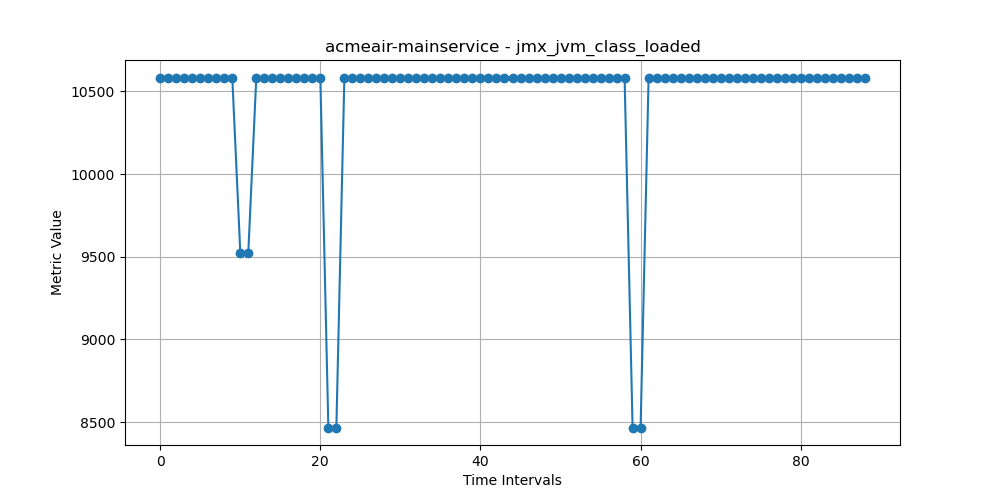 acmeair-mainservice - jmx_jvm_class_loaded
10500
10000
9500
9000
8500
Metric Value
0 20 40 60 80
Time Intervals